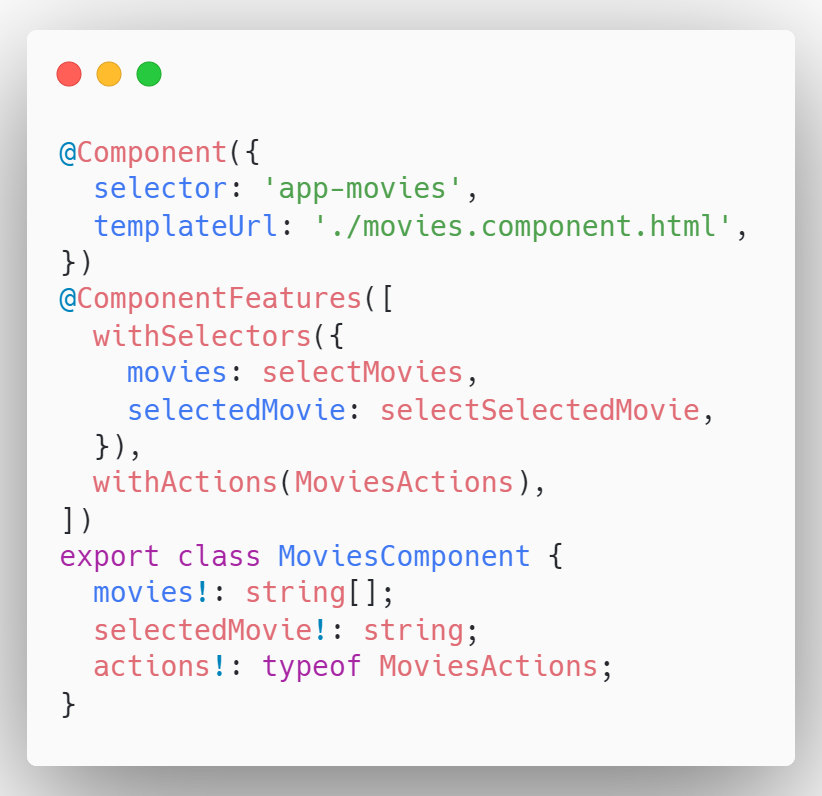 @Component({
  selector: 'app-movies',
  templateUrl: './movies.component.html',
})
@ComponentFeatures([
  withSelectors({
    movies: selectMovies,
    selectedMovie: selectSelectedMovie,
  }),
  withActions(MoviesActions),
])
export class MoviesComponent {
  movies!: string[];
  selectedMovie!: string;
  actions!: typeof MoviesActions;
}